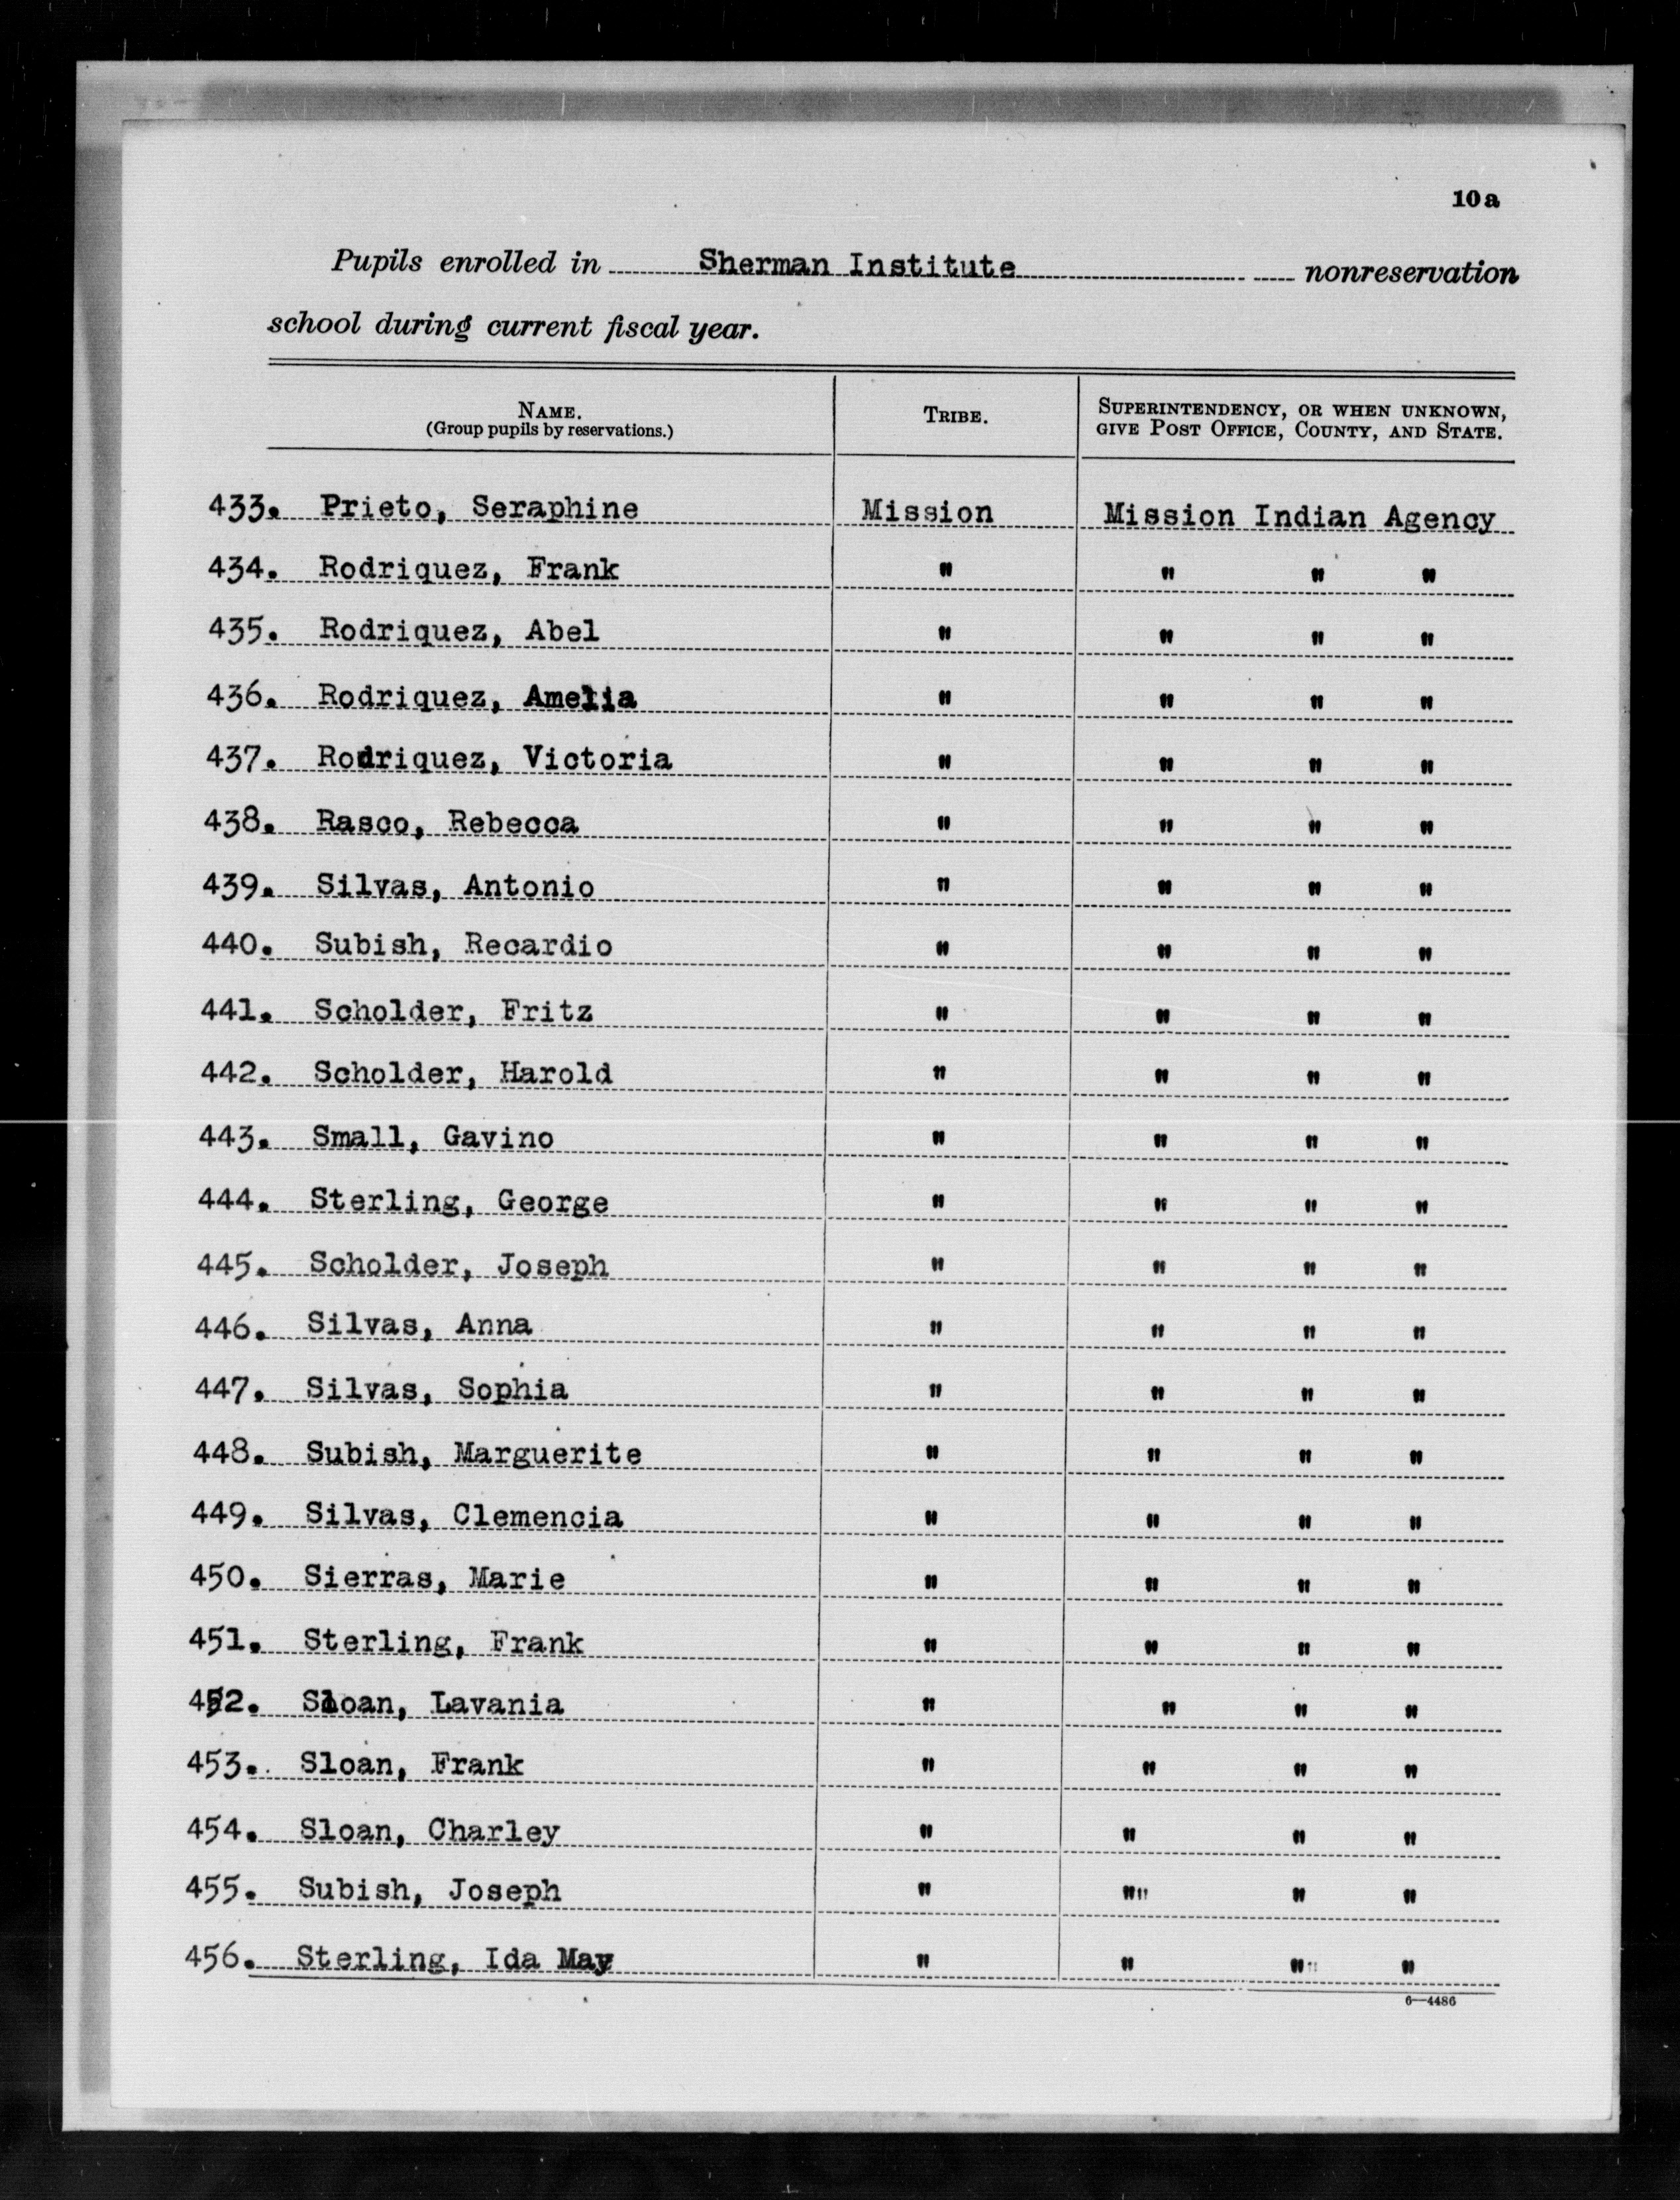 10a
Pupils enrolled in Sherman Institute nonreservation
school during current fiscal year.
NAME. TRIBE. SUPERINTENDENCY, OR WHEN UNKNOWN,
(Group pupils by reservations.) GIVE POST OFFICE, COUNTY, AND STATE.
433. Prieto, Seraphine Mission Mission Indian Agency
434. Rodriquez, Frank " " " "
435. Rodriquez, Abel " " " "
436. Rodriquez, Amelia " " " "
437. Rodriquez, Victoria " " " "
438. Rasco, Rebecca " " " "
439. Silvas, Antonio " " " "
440. Subish, Recardio " " " "
441. Scholder, Fritz " " " "
442. Scholder, Harold " " " "
443. Small, Gavino " " " "
444. Sterling, George " " " "
445. Scholder, Joseph " " " "
446. Silvas, Anna " " " "
447. Silvas, Sophia " " " "
448. Subish, Marguerite " " " "
449. Silvas, Clemencia " " " "
450. Sierras, Marie " " " "
451. Sterling, Frank " " " "
452. Sloan, Lavania " " " "
453. Sloan, Frank " " " "
454. Sloan, Charley " " " "
455. Subish, Joseph " "" " "
456. Sterling, Ida May " " "" "
6—4486